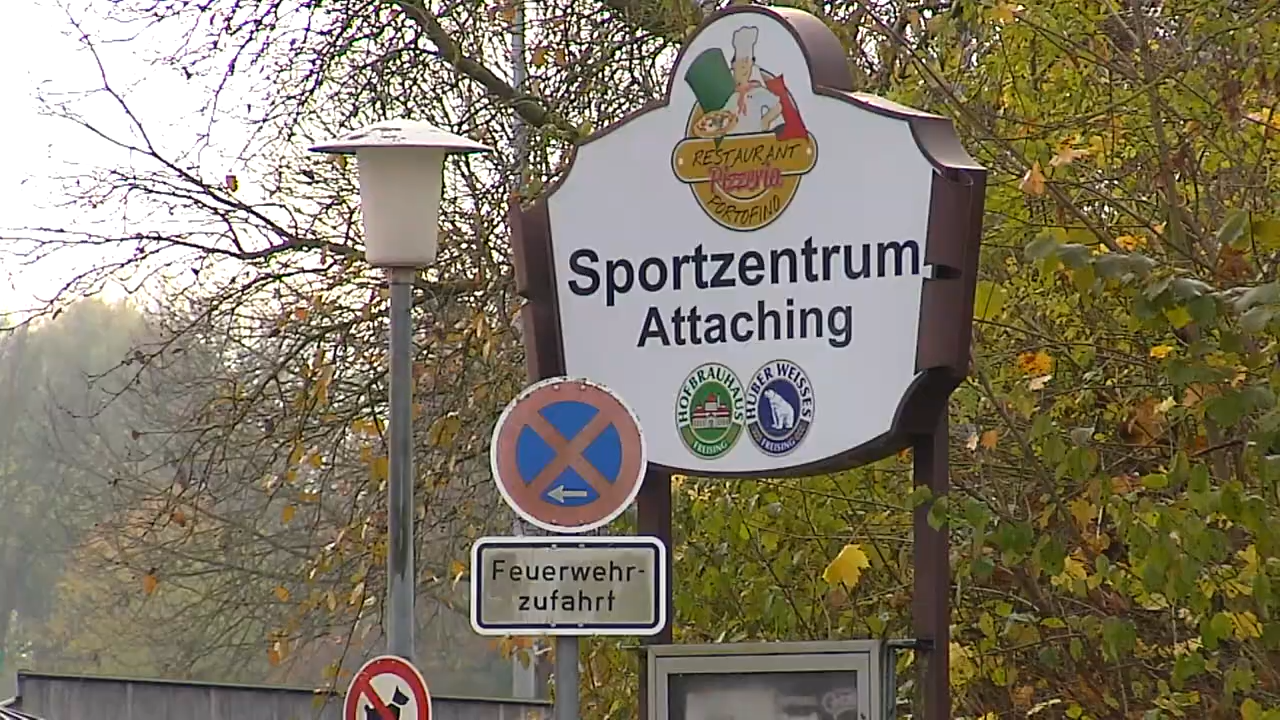 RESTAURANT
Pizzeria
PORTOFINO
Sportzentrum
Attaching
HOFBRAUHAUS
FREISING
HUBER WEISSES
FREISING
Feuerwehr-
zufahrt